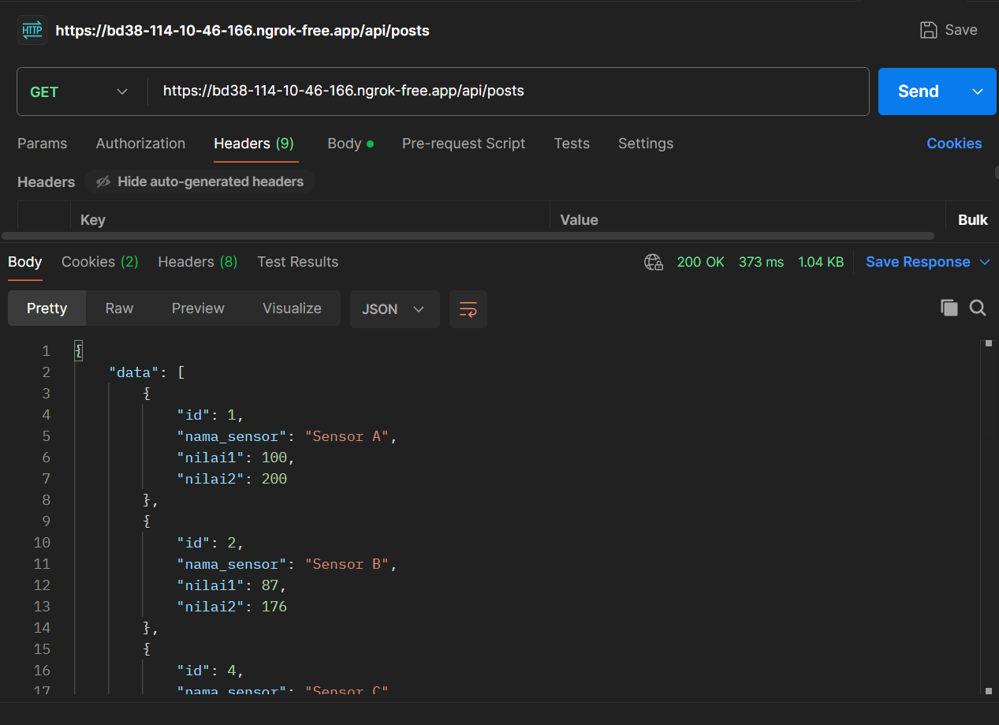 HTTP https://bd38-114-10-46-166.ngrok-free.app/api/posts Save
GET https://bd38-114-10-46-166.ngrok-free.app/api/posts Send
Params Authorization Headers (9) Body Pre-request Script Tests Settings Cookies
Headers Hide auto-generated headers
Key Value Bulk
Body Cookies (2) Headers (8) Test Results 200 OK 373 ms 1.04 KB Save Response
Pretty Raw Preview Visualize JSON
1 {
2 "data": [
3 {
4 "id": 1,
5 "nama_sensor": "Sensor A",
6 "nilai1": 100,
7 "nilai2": 200
8 },
9 {
10 "id": 2,
11 "nama_sensor": "Sensor B",
12 "nilai1": 87,
13 "nilai2": 176
14 },
15 {
16 "id": 4,
17 "nama_sensor": "Sensor C"